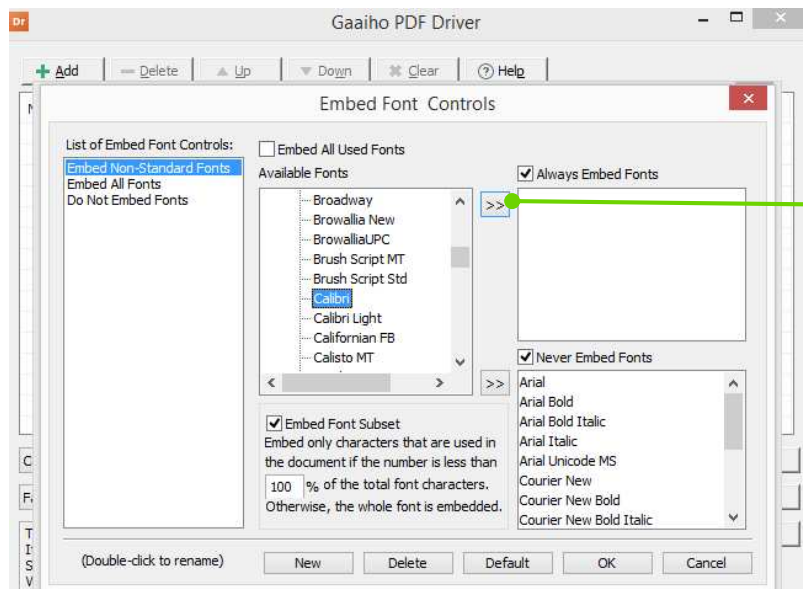 Dr Gaaiho PDF Driver
Add Delete Up Down Clear Help
Embed Font Controls
List of Embed Font Controls:
Embed Non-Standard Fonts
Embed All Fonts
Do Not Embed Fonts
Embed All Used Fonts
Available Fonts
Broadway
Browallia New
BrowalliaUPC
Brush Script MT
Brush Script Std
Calibri
Calibri Light
Californian FB
Calisto MT
>>
>>
Always Embed Fonts
Never Embed Fonts
Arial
Arial Bold
Arial Bold Italic
Arial Italic
Arial Unicode MS
Courier New
Courier New Bold
Courier New Bold Italic
Embed Font Subset
Embed only characters that are used in
the document if the number is less than
100 % of the total font characters.
Otherwise, the whole font is embedded.
(Double-click to rename) New Delete Default OK Cancel